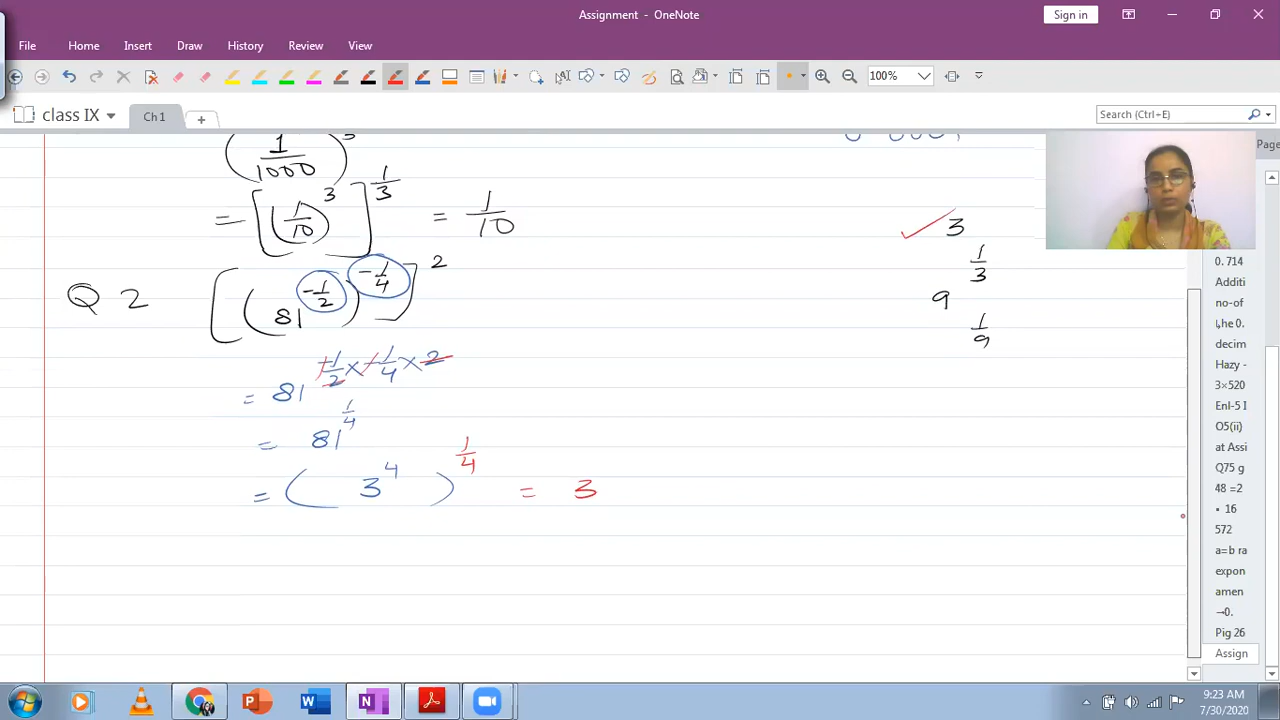 Assignment - OneNote
Sign in
File Home Insert Draw History Review View
100%
class IX
Ch1
Search (Ctrl+E)
Page
(1/1000)
= [(1/10)^3]^1/3 = 1/10
✓ 3
1/3
9
1/9
Q 2 [(81^-1/2)^-1/4]^2
= 81^-1/2 × -1/4 × 2
= 81^1/4
= (3^4)^1/4 = 3
0. 714
Additi
no-of
decim
Hazy -
3×520
Enl-5 I
O5(ii)
at Assi
Q75 g
48 =2
• 16
572
a=b ra
expon
amen
→0.
Pig 26
Assign
9:23 AM
7/30/2020